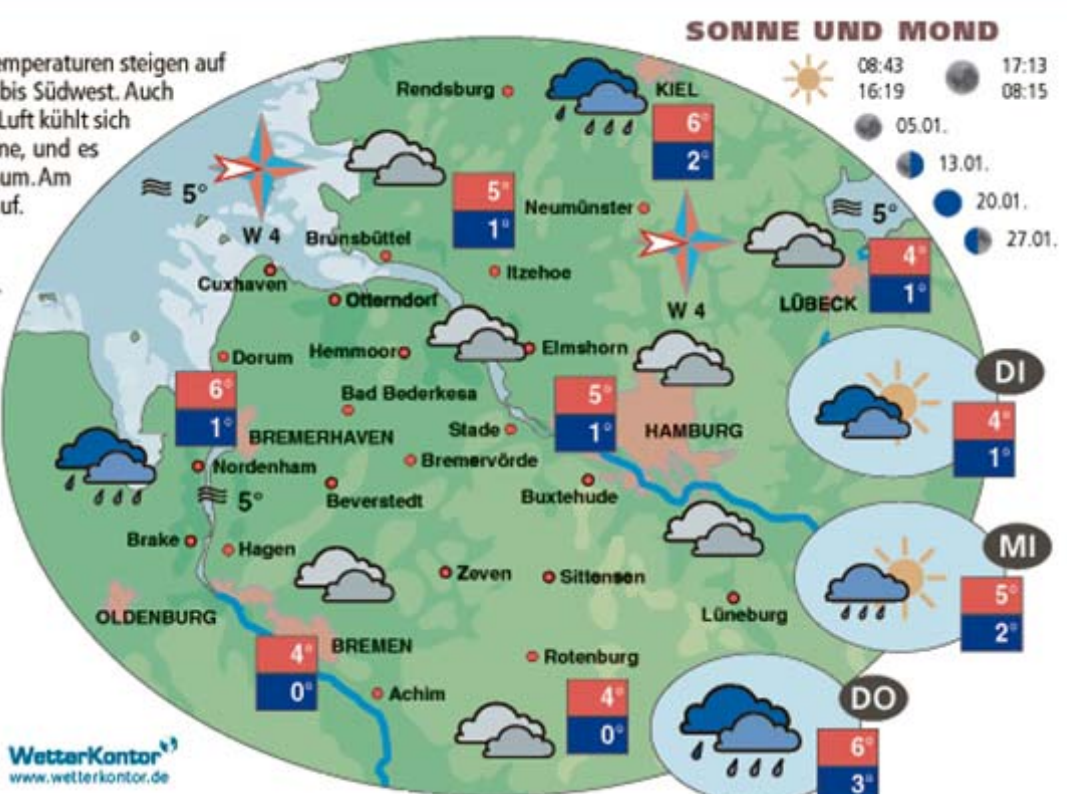 SONNE UND MOND
08:43
16:19
17:13
08:15
05.01.
13.01.
20.01.
27.01.
emperaturen steigen auf
bis Südwest. Auch
Luft kühlt sich
ne, und es
um. Am
uf.
Rendsburg
KIEL
6°
2°
5°
W 4
5°
1°
Neumünster
5°
Brunsbüttel
Itzehoe
W 4
4°
1°
LÜBECK
Cuxhaven
Otterndorf
Dorum
Hemmoor
Elmshorn
DI
4°
1°
6°
1°
Bad Bederkesa
5°
1°
BREMERHAVEN
Stade
HAMBURG
Nordenham
Bremervörde
5°
Beverstedt
Buxtehude
Brake
Hagen
MI
5°
2°
Zeven
Sittensen
Lüneburg
OLDENBURG
BREMEN
4°
0°
Rotenburg
Achim
4°
0°
DO
6°
3°
WetterKontor
www.wetterkontor.de